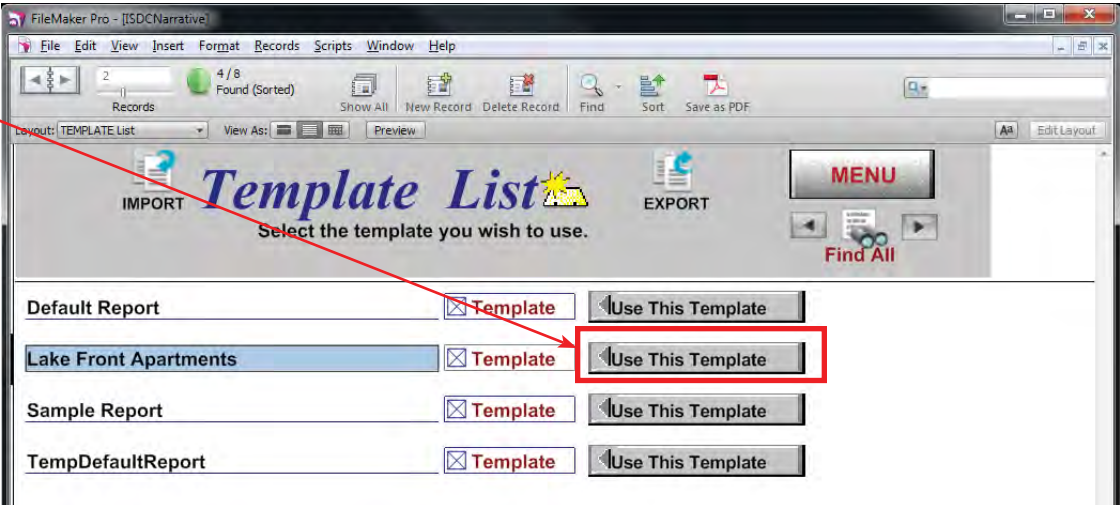 FileMaker Pro - [ISDCNarrative]
File Edit View Insert Format Records Scripts Window Help
2
Records
4 / 8
Found (Sorted)
Show All
New Record
Delete Record
Find
Sort
Save as PDF
Layout: TEMPLATE List
View As:
Preview
Aa
Edit Layout
IMPORT
Template List
EXPORT
MENU
Select the template you wish to use.
Find All
Default Report Template Use This Template
Lake Front Apartments Template Use This Template
Sample Report Template Use This Template
TempDefaultReport Template Use This Template